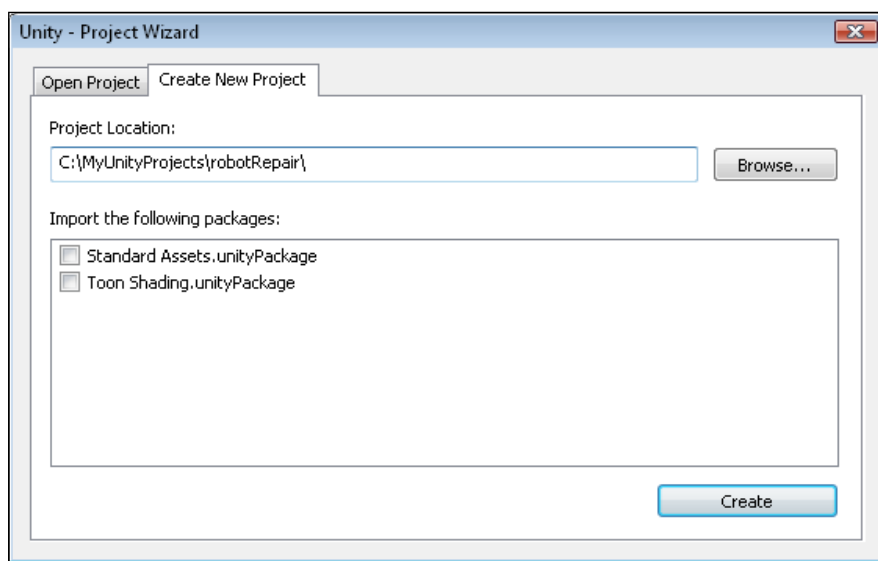 Unity - Project Wizard
Open Project
Create New Project
Project Location:
C:\MyUnityProjects\robotRepair\
Browse...
Import the following packages:
Standard Assets.unityPackage
Toon Shading.unityPackage
Create